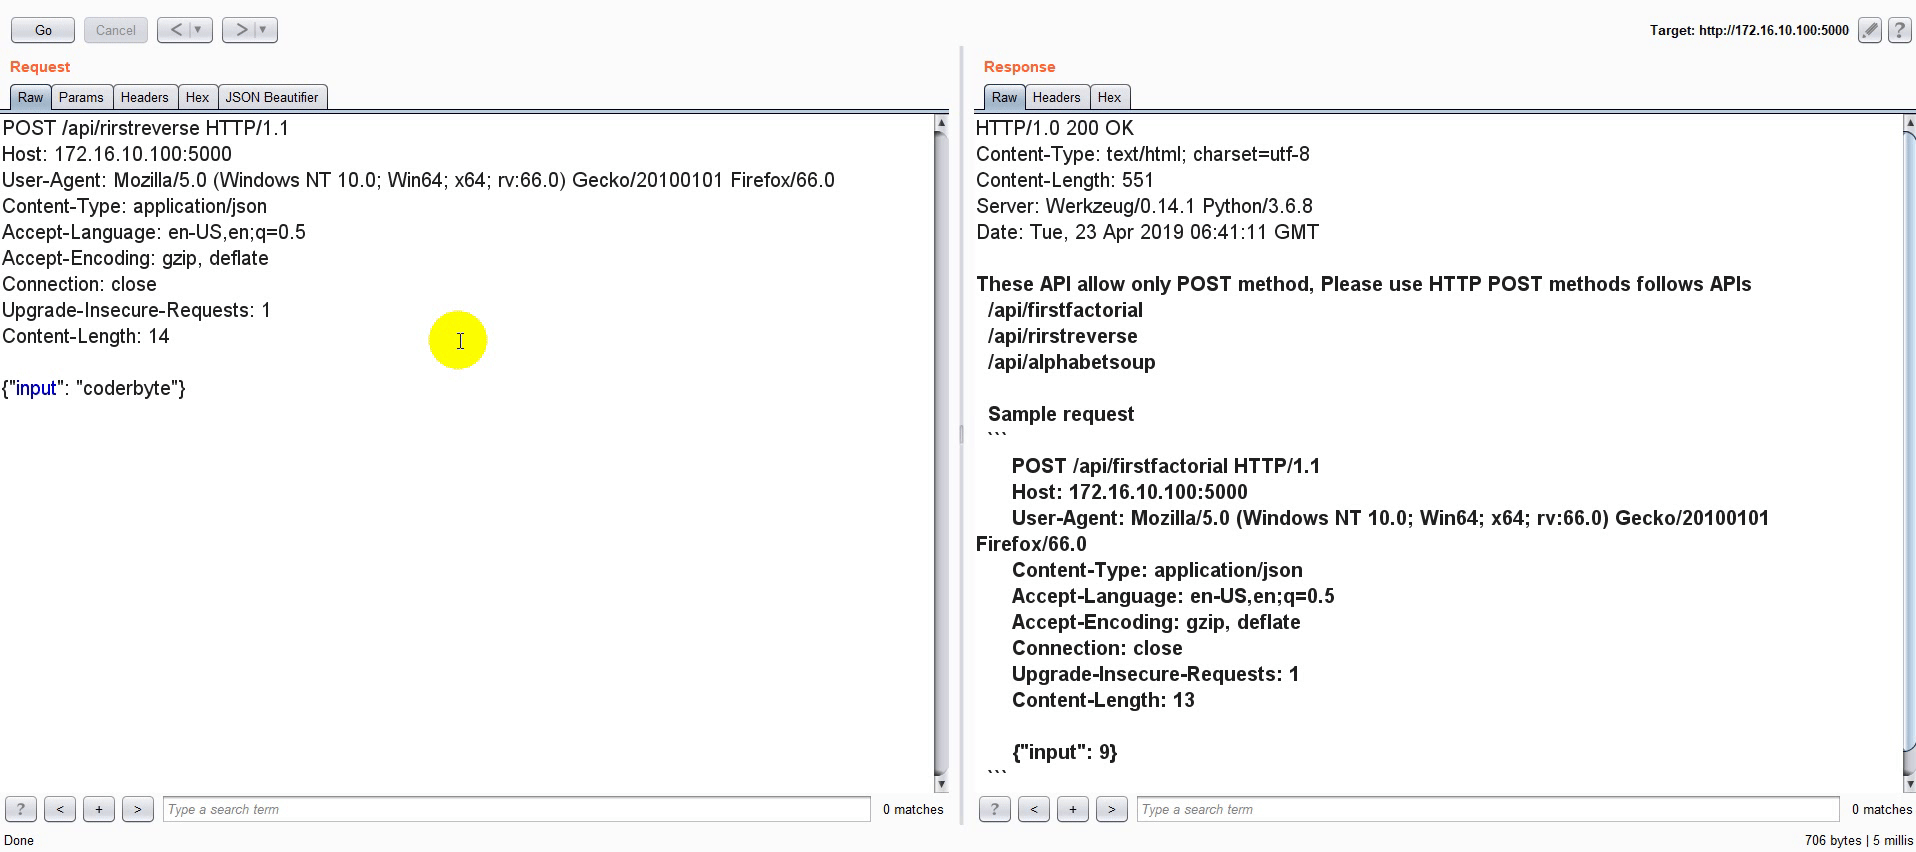 Go Cancel < > Target: http://172.16.10.100:5000 ?
Request
Raw Params Headers Hex JSON Beautifier
POST /api/rirstreverse HTTP/1.1
Host: 172.16.10.100:5000
User-Agent: Mozilla/5.0 (Windows NT 10.0; Win64; x64; rv:66.0) Gecko/20100101 Firefox/66.0
Content-Type: application/json
Accept-Language: en-US,en;q=0.5
Accept-Encoding: gzip, deflate
Connection: close
Upgrade-Insecure-Requests: 1
Content-Length: 14
{"input": "coderbyte"}
? < + > Type a search term 0 matches
Done
Response
Raw Headers Hex
HTTP/1.0 200 OK
Content-Type: text/html; charset=utf-8
Content-Length: 551
Server: Werkzeug/0.14.1 Python/3.6.8
Date: Tue, 23 Apr 2019 06:41:11 GMT
These API allow only POST method, Please use HTTP POST methods follows APIs
/api/firstfactorial
/api/rirstreverse
/api/alphabetsoup
Sample request
```
POST /api/firstfactorial HTTP/1.1
Host: 172.16.10.100:5000
User-Agent: Mozilla/5.0 (Windows NT 10.0; Win64; x64; rv:66.0) Gecko/20100101
Firefox/66.0
Content-Type: application/json
Accept-Language: en-US,en;q=0.5
Accept-Encoding: gzip, deflate
Connection: close
Upgrade-Insecure-Requests: 1
Content-Length: 13
{"input": 9}
```
? < + > Type a search term 0 matches
706 bytes | 5 millis